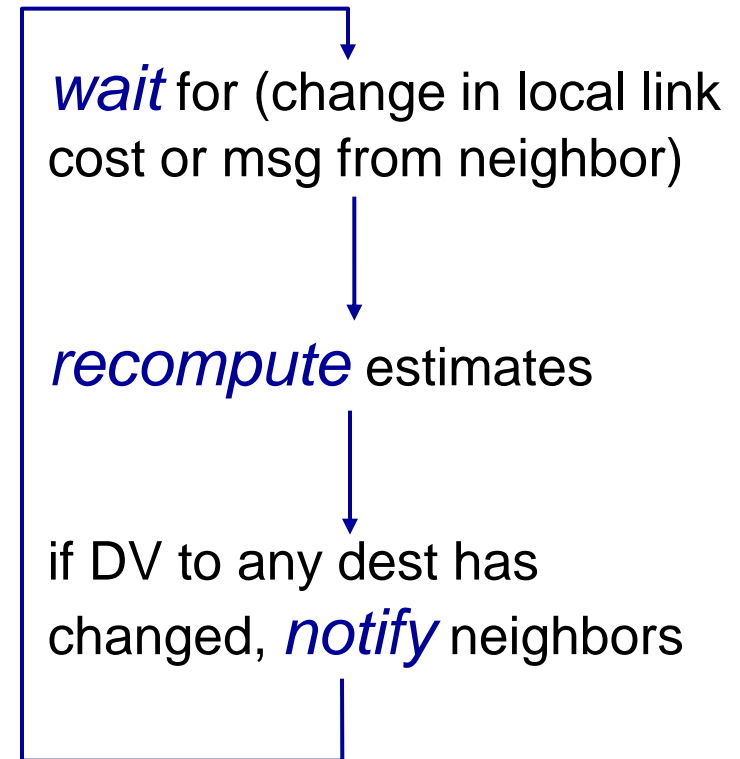 wait for (change in local link
cost or msg from neighbor)
recompute estimates
if DV to any dest has
changed, notify neighbors